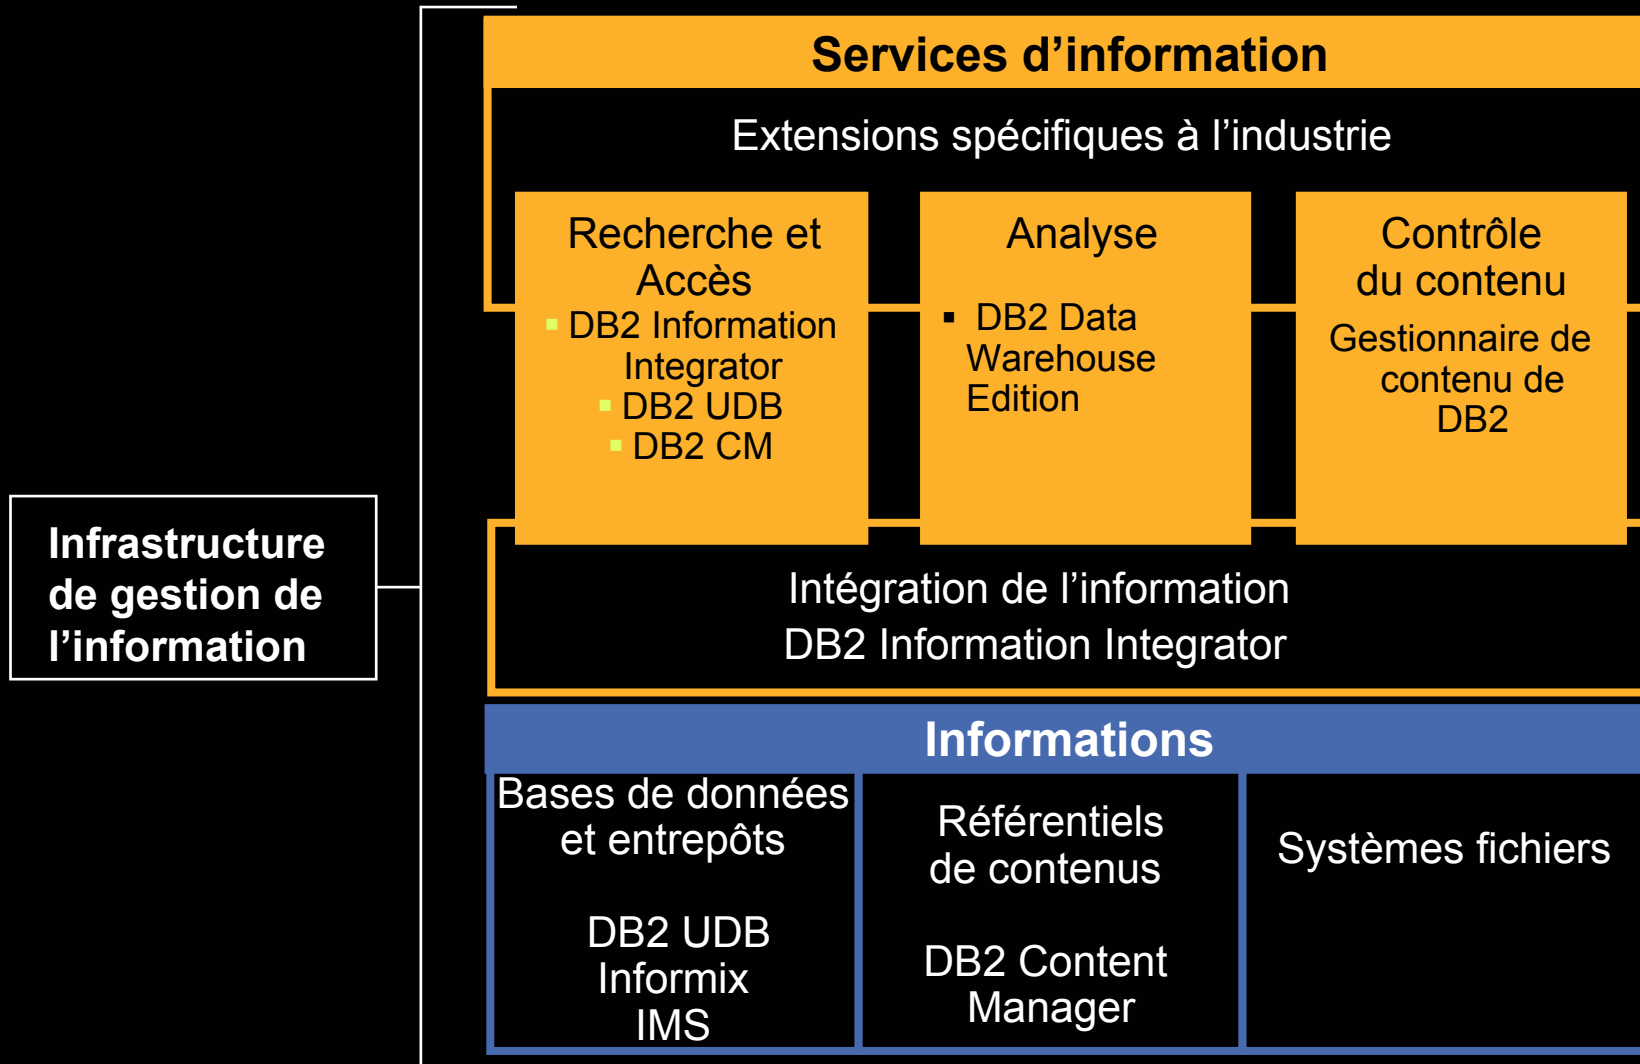 Services d’information
Extensions spécifiques à l’industrie
Recherche et
Accès
▪ DB2 Information
Integrator
▪ DB2 UDB
▪ DB2 CM
Analyse
▪ DB2 Data
Warehouse
Edition
Contrôle
du contenu
Gestionnaire de
contenu de
DB2
Infrastructure
de gestion de
l’information
Intégration de l’information
DB2 Information Integrator
Informations
Bases de données
et entrepôts
DB2 UDB
Informix
IMS
Référentiels
de contenus
DB2 Content
Manager
Systèmes fichiers